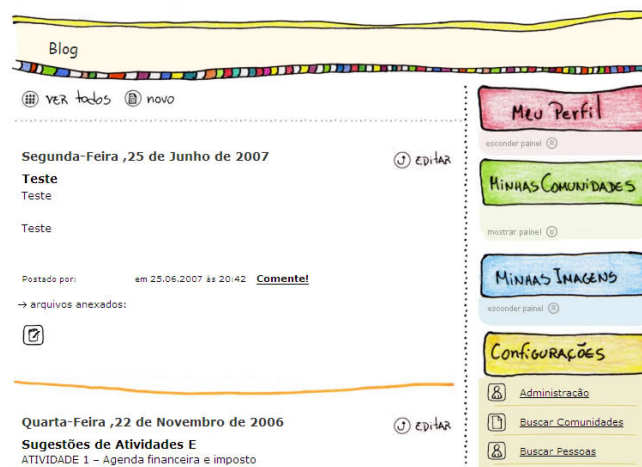 Blog
VER todos novo
Segunda-Feira ,25 de Junho de 2007
EDITAR
Teste
Teste
Teste
Postado por: em 25.06.2007 às 20:42 Comente!
→ arquivos anexados:
Quarta-Feira ,22 de Novembro de 2006
EDITAR
Sugestões de Atividades E
ATIVIDADE 1 – Agenda financeira e imposto
Meu Perfil
esconder painel
MINHAS COMUNIDADES
mostrar painel
MINHAS IMAGENS
esconder painel
CONFIGURAÇÕES
Administracão
Buscar Comunidades
Buscar Pessoas